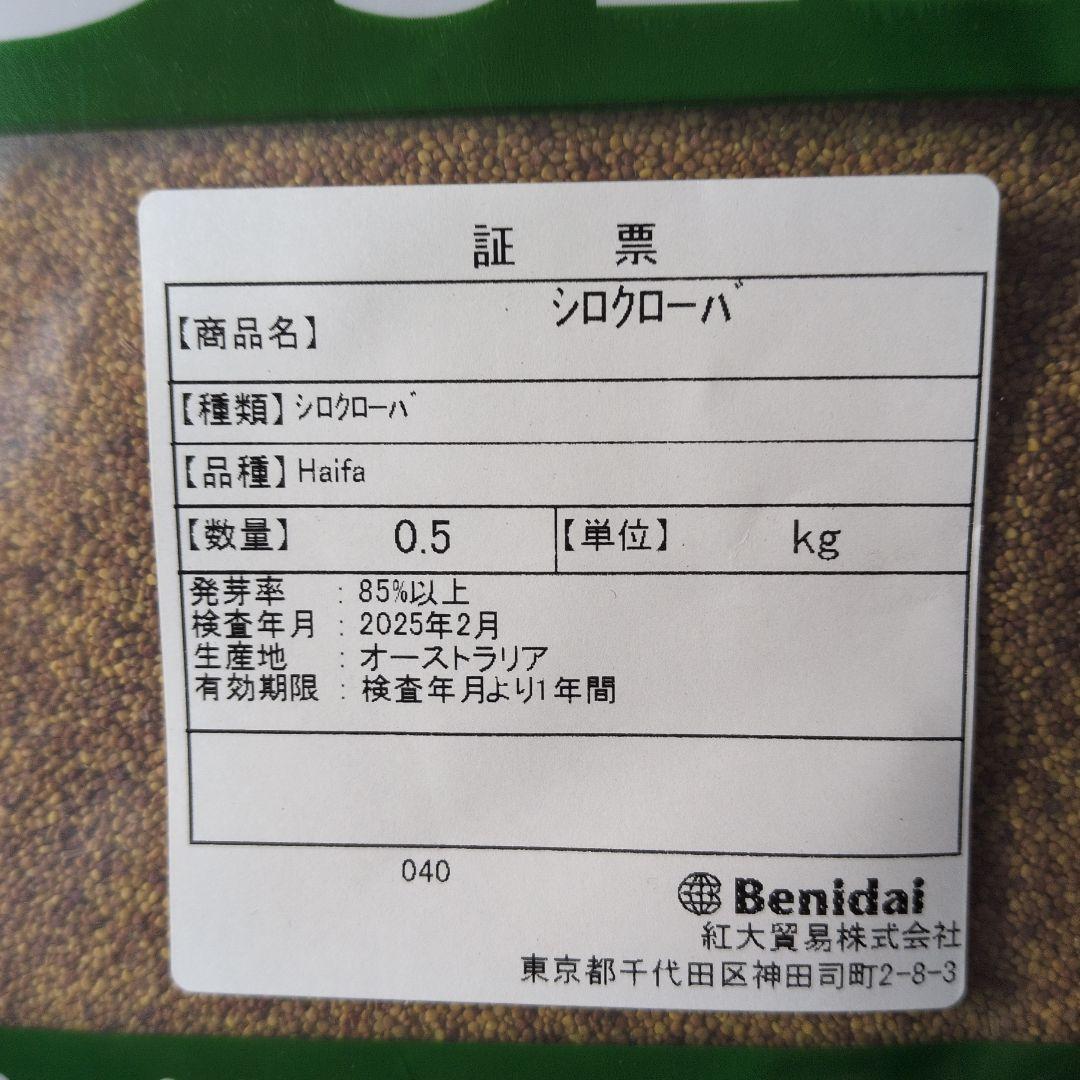 証 票
【商品名】 シロクローバ
【種類】シロクローバ
【品種】Haifa
【数量】 0.5 【単位】 kg
発芽率 : 85%以上
検査年月 : 2025年2月
生産地 : オーストラリア
有効期限 : 検査年月より1年間
040
Benidai
紅大貿易株式会社
東京都千代田区神田司町2-8-3